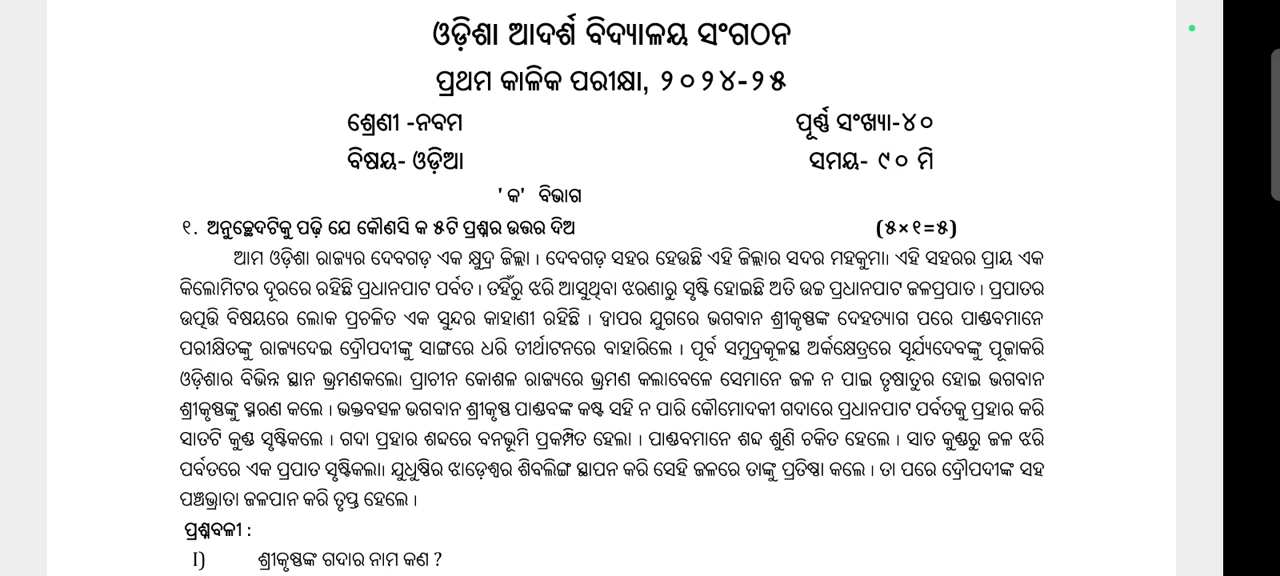 ଓଡ଼ିଶା ଆଦର୍ଶ ବିଦ୍ୟାଳୟ ସଂଗଠନ
ପ୍ରଥମ କାଳିକ ପରୀକ୍ଷା, ୨୦୨୪-୨୫
ଶ୍ରେଣୀ -ନବମ ପୂର୍ଣ୍ଣ ସଂଖ୍ୟା-୪୦
ବିଷୟ- ଓଡ଼ିଆ ସମୟ- ୯୦ ମି
' କ' ବିଭାଗ
୧. ଅନୁଚ୍ଛେଦଟିକୁ ପଢ଼ି ଯେ କୌଣସି କ ୫ଟି ପ୍ରଶ୍ନର ଉତ୍ତର ଦିଅ (୫×୧=୫)
ଆମ ଓଡ଼ିଶା ରାଜ୍ୟର ଦେବଗଡ଼ ଏକ କ୍ଷୁଦ୍ର ଜିଲ୍ଲା । ଦେବଗଡ଼ ସହର ହେଉଛି ଏହି ଜିଲ୍ଲାର ସଦର ମହକୁମା। ଏହି ସହରର ପ୍ରାୟ ଏକ
କିଲୋମିଟର ଦୂରରେ ରହିଛି ପ୍ରଧାନପାଟ ପର୍ବତ । ତହିଁରୁ ଝରି ଆସୁଥିବା ଝରଣାରୁ ସୃଷ୍ଟି ହୋଇଛି ଅତି ଉଚ୍ଚ ପ୍ରଧାନପାଟ ଜଳପ୍ରପାତ । ପ୍ରପାତର
ଉତ୍ପତ୍ତି ବିଷୟରେ ଲୋକ ପ୍ରଚଳିତ ଏକ ସୁନ୍ଦର କାହାଣୀ ରହିଛି । ଦ୍ୱାପର ଯୁଗରେ ଭଗବାନ ଶ୍ରୀକୃଷ୍ଣଙ୍କ ଦେହତ୍ୟାଗ ପରେ ପାଣ୍ଡବମାନେ
ପରୀକ୍ଷିତଙ୍କୁ ରାଜ୍ୟଦେଇ ଦ୍ରୌପଦୀଙ୍କୁ ସାଙ୍ଗରେ ଧରି ତୀର୍ଥାଟନରେ ବାହାରିଲେ । ପୂର୍ବ ସମୁଦ୍ରକୂଳସ୍ଥ ଅର୍କକ୍ଷେତ୍ରରେ ସୂର୍ଯ୍ୟଦେବଙ୍କୁ ପୂଜାକରି
ଓଡ଼ିଶାର ବିଭିନ୍ନ ସ୍ଥାନ ଭ୍ରମଣକଲେ। ପ୍ରାଚୀନ କୋଶଳ ରାଜ୍ୟରେ ଭ୍ରମଣ କଲାବେଳେ ସେମାନେ ଜଳ ନ ପାଇ ତୃଷାତୁର ହୋଇ ଭଗବାନ
ଶ୍ରୀକୃଷ୍ଣଙ୍କୁ ସ୍ମରଣ କଲେ । ଭକ୍ତବତ୍ସଳ ଭଗବାନ ଶ୍ରୀକୃଷ୍ଣ ପାଣ୍ଡବଙ୍କ କଷ୍ଟ ସହି ନ ପାରି କୌମୋଦକୀ ଗଦାରେ ପ୍ରଧାନପାଟ ପର୍ବତକୁ ପ୍ରହାର କରି
ସାତଟି କୁଣ୍ଡ ସୃଷ୍ଟିକଲେ । ଗଦା ପ୍ରହାର ଶବ୍ଦରେ ବନଭୂମି ପ୍ରକମ୍ପିତ ହେଲା । ପାଣ୍ଡବମାନେ ଶବ୍ଦ ଶୁଣି ଚକିତ ହେଲେ । ସାତ କୁଣ୍ଡରୁ ଜଳ ଝରି
ପର୍ବତରେ ଏକ ପ୍ରପାତ ସୃଷ୍ଟିକଲା। ଯୁଧୁଷ୍ଠିର ଝାଡ଼େଶ୍ୱର ଶିବଲିଙ୍ଗ ସ୍ଥାପନ କରି ସେହି ଜଳରେ ତାଙ୍କୁ ପ୍ରତିଷ୍ଠା କଲେ । ତା ପରେ ଦ୍ରୌପଦୀଙ୍କ ସହ
ପଞ୍ଚଭ୍ରାତା ଜଳପାନ କରି ତୃପ୍ତ ହେଲେ ।
ପ୍ରଶ୍ନବଳୀ :
I) ଶ୍ରୀକୃଷ୍ଣଙ୍କ ଗଦାର ନାମ କଣ ?